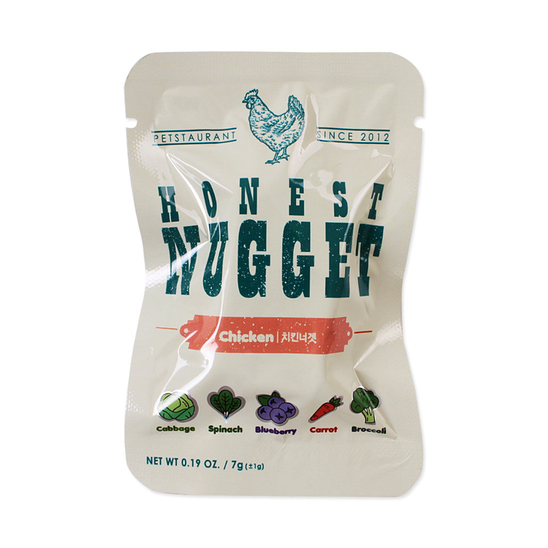 PETSTAURANT SINCE 2012
HONEST
NUGGET
Chicken | 치킨너겟
Cabbage Spinach Blueberry Carrot Broccoli
NET WT 0.19 OZ. / 7g (±1g)